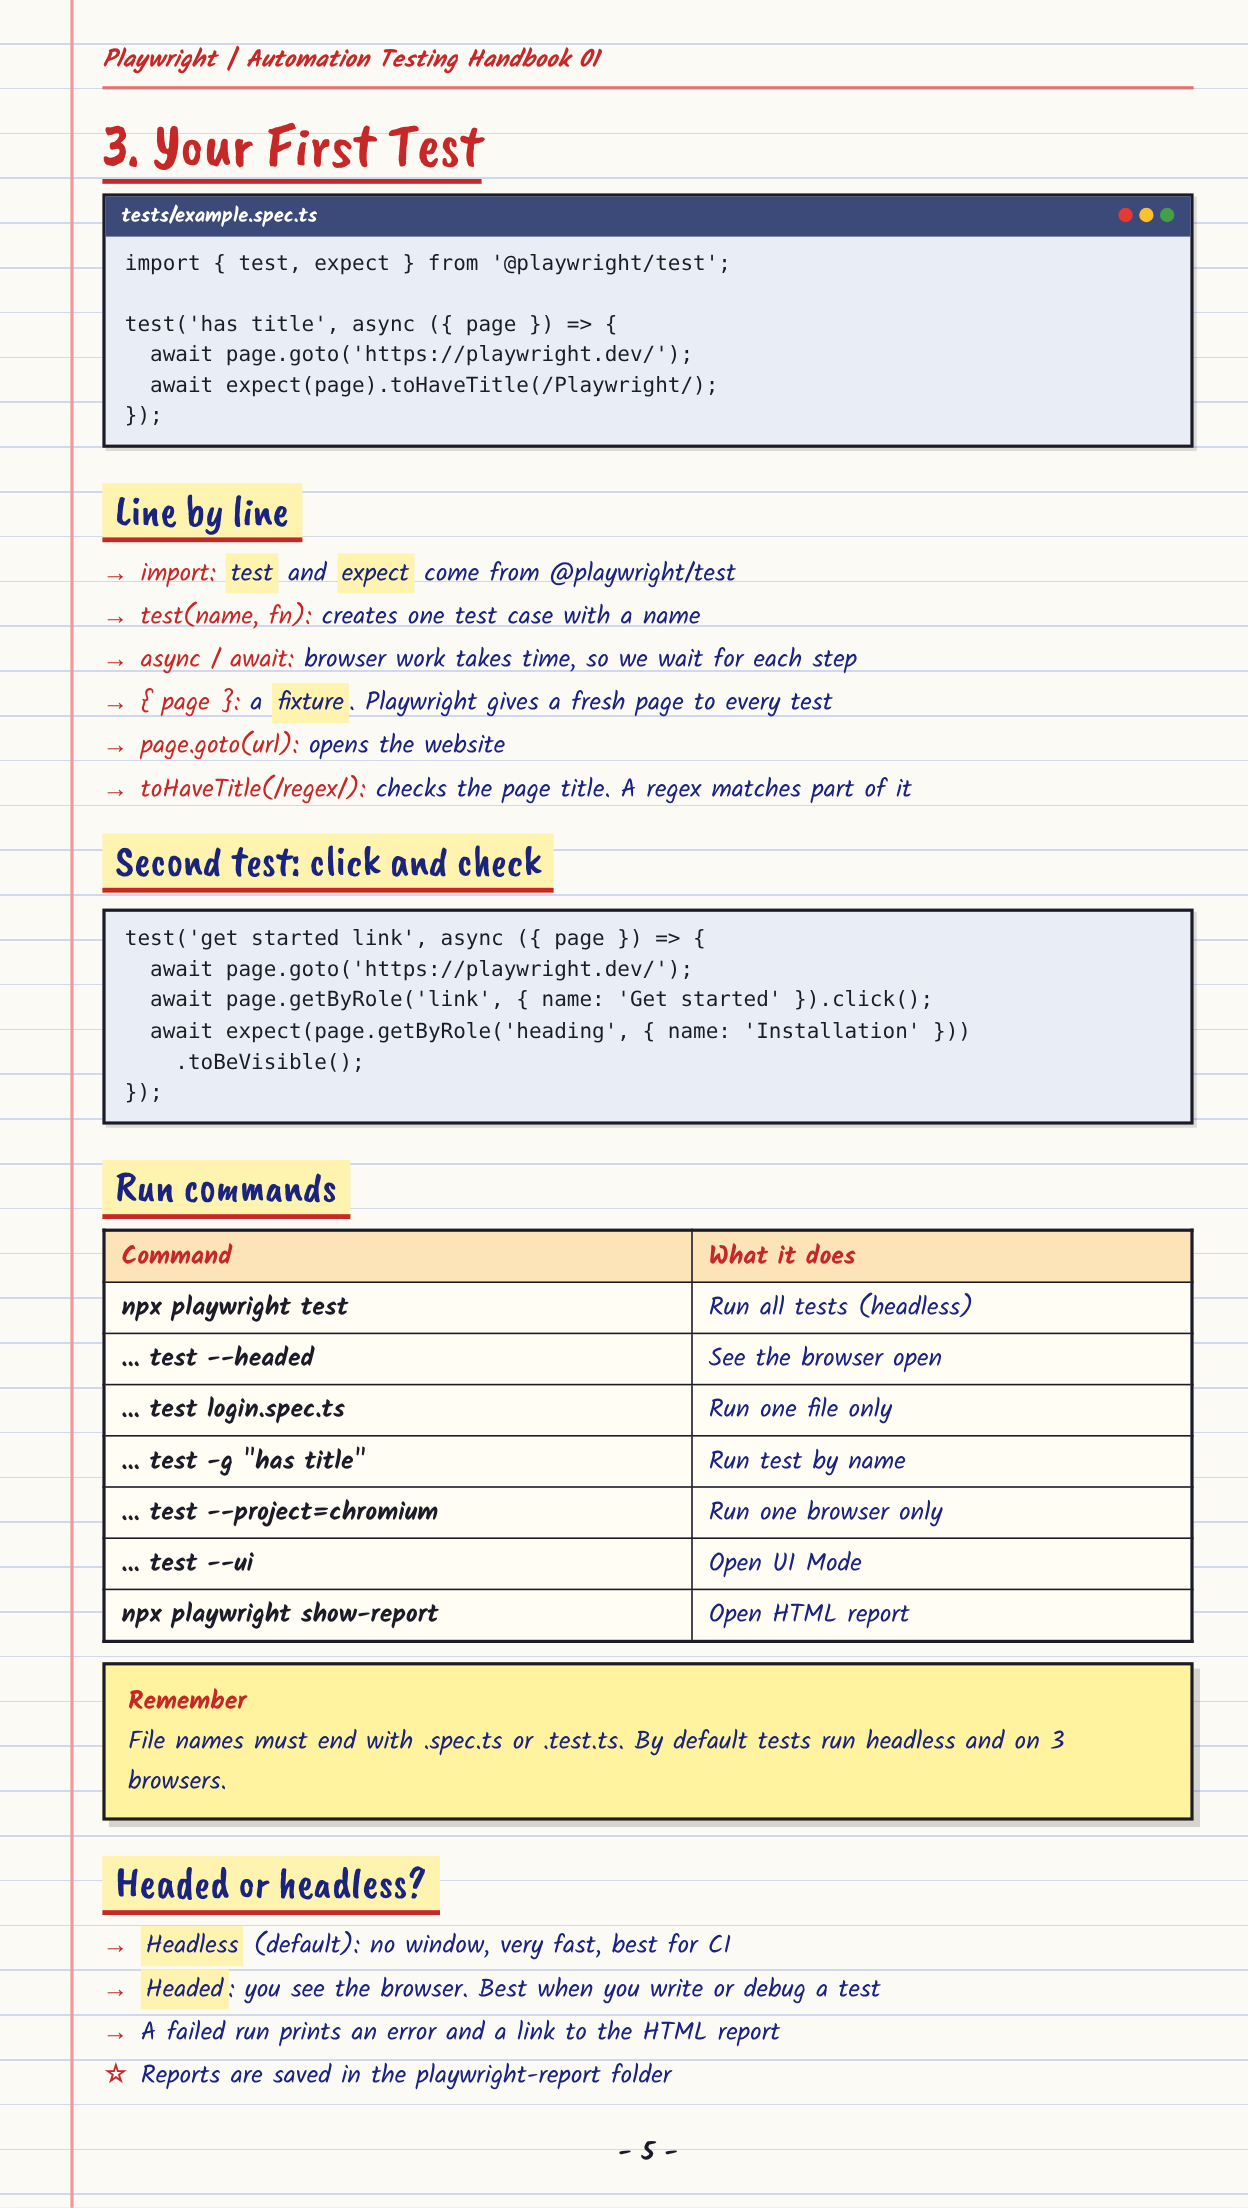 Playwright | Automation Testing Handbook 01
3. Your First Test
tests/example.spec.ts
import { test, expect } from '@playwright/test';
test('has title', async ({ page }) => {
  await page.goto('https://playwright.dev/');
  await expect(page).toHaveTitle(/Playwright/);
});
Line by line
→ import: test and expect come from @playwright/test
→ test(name, fn): creates one test case with a name
→ async / await: browser work takes time, so we wait for each step
→ { page }: a fixture. Playwright gives a fresh page to every test
→ page.goto(url): opens the website
→ toHaveTitle(/regex/): checks the page title. A regex matches part of it
Second test: click and check
test('get started link', async ({ page }) => {
  await page.goto('https://playwright.dev/');
  await page.getByRole('link', { name: 'Get started' }).click();
  await expect(page.getByRole('heading', { name: 'Installation' }))
    .toBeVisible();
});
Run commands
Command What it does
npx playwright test Run all tests (headless)
... test --headed See the browser open
... test login.spec.ts Run one file only
... test -g "has title" Run test by name
... test --project=chromium Run one browser only
... test --ui Open UI Mode
npx playwright show-report Open HTML report
Remember
File names must end with .spec.ts or .test.ts. By default tests run headless and on 3
browsers.
Headed or headless?
→ Headless (default): no window, very fast, best for CI
→ Headed: you see the browser. Best when you write or debug a test
→ A failed run prints an error and a link to the HTML report
☆ Reports are saved in the playwright-report folder
- 5 -